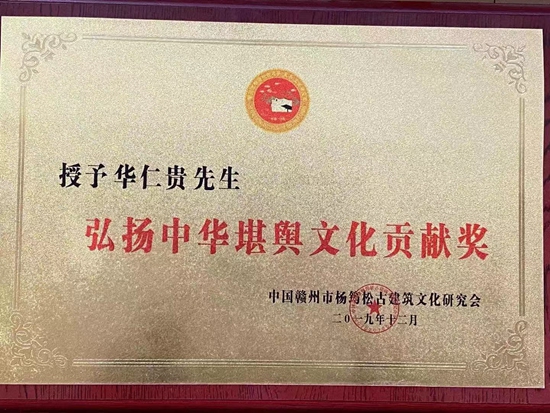 授予华仁贵先生
弘扬中华堪舆文化贡献奖
中国赣州市杨筠松古建筑文化研究会
二〇一九年十二月